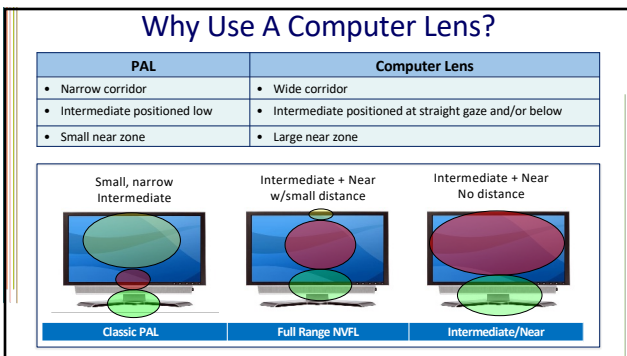 Why Use A Computer Lens?
PAL
Computer Lens
• Narrow corridor
• Wide corridor
• Intermediate positioned low
• Intermediate positioned at straight gaze and/or below
• Small near zone
• Large near zone
Small, narrow
Intermediate
Intermediate + Near
w/small distance
Intermediate + Near
No distance
Classic PAL
Full Range NVFL
Intermediate/Near